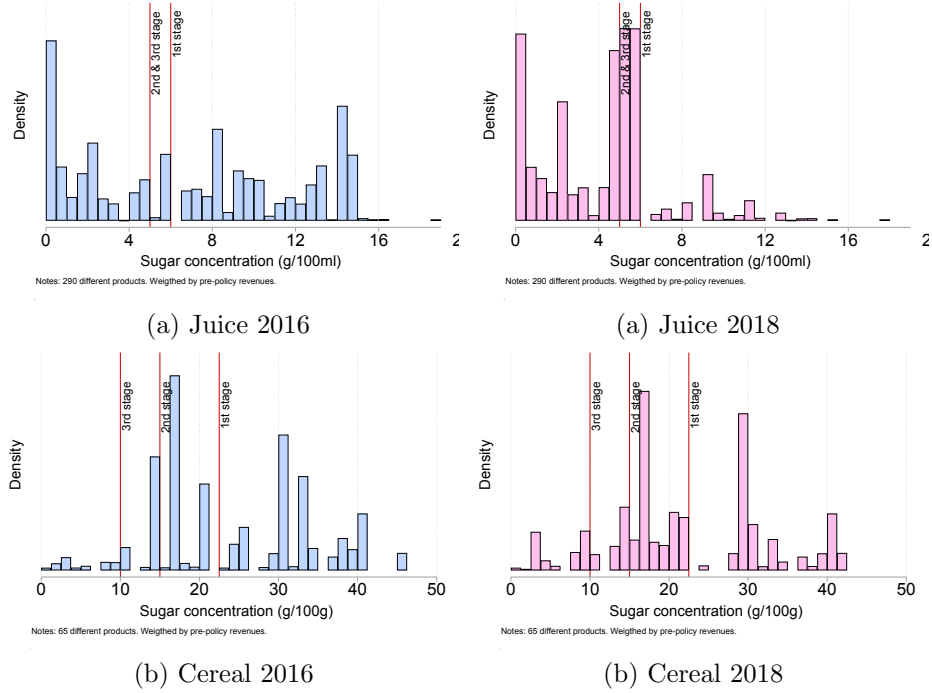 Density
2nd & 3rd stage
1st stage
0 4 8 12 16 2
Sugar concentration (g/100ml)
Notes: 290 different products. Weigthed by pre-policy revenues.
(a) Juice 2016
Density
2nd & 3rd stage
1st stage
0 4 8 12 16 2
Sugar concentration (g/100ml)
Notes: 290 different products. Weigthed by pre-policy revenues.
(a) Juice 2018
Density
3rd stage
2nd stage
1st stage
0 10 20 30 40 50
Sugar concentration (g/100g)
Notes: 65 different products. Weigthed by pre-policy revenues.
(b) Cereal 2016
Density
3rd stage
2nd stage
1st stage
0 10 20 30 40 50
Sugar concentration (g/100g)
Notes: 65 different products. Weigthed by pre-policy revenues.
(b) Cereal 2018